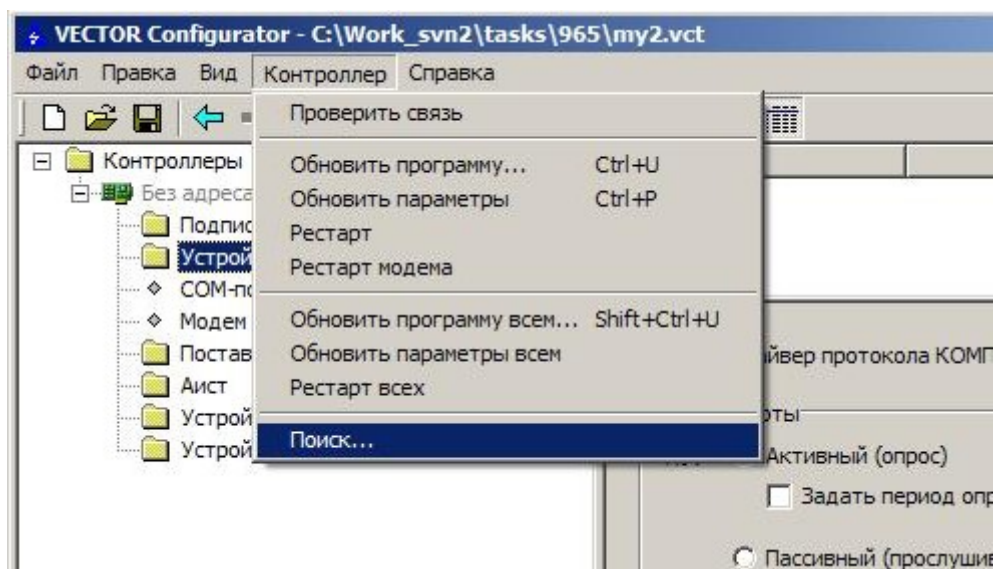 VECTOR Configurator - C:\Work_svn2\tasks\965\my2.vct
Файл Правка Вид Контроллер Справка
Проверить связь
Обновить программу... Ctrl+U
Обновить параметры Ctrl+P
Рестарт
Рестарт модема
Обновить программу всем... Shift+Ctrl+U
Обновить параметры всем
Рестарт всех
Поиск...
Контроллеры
Без адреса
Подпис
Устрой
COM-по
Модем
Постав
Аист
Устрой
Устрой
йвер протокола КОМП
оты
Активный (опрос)
Задать период опр
Пассивный (прослушив